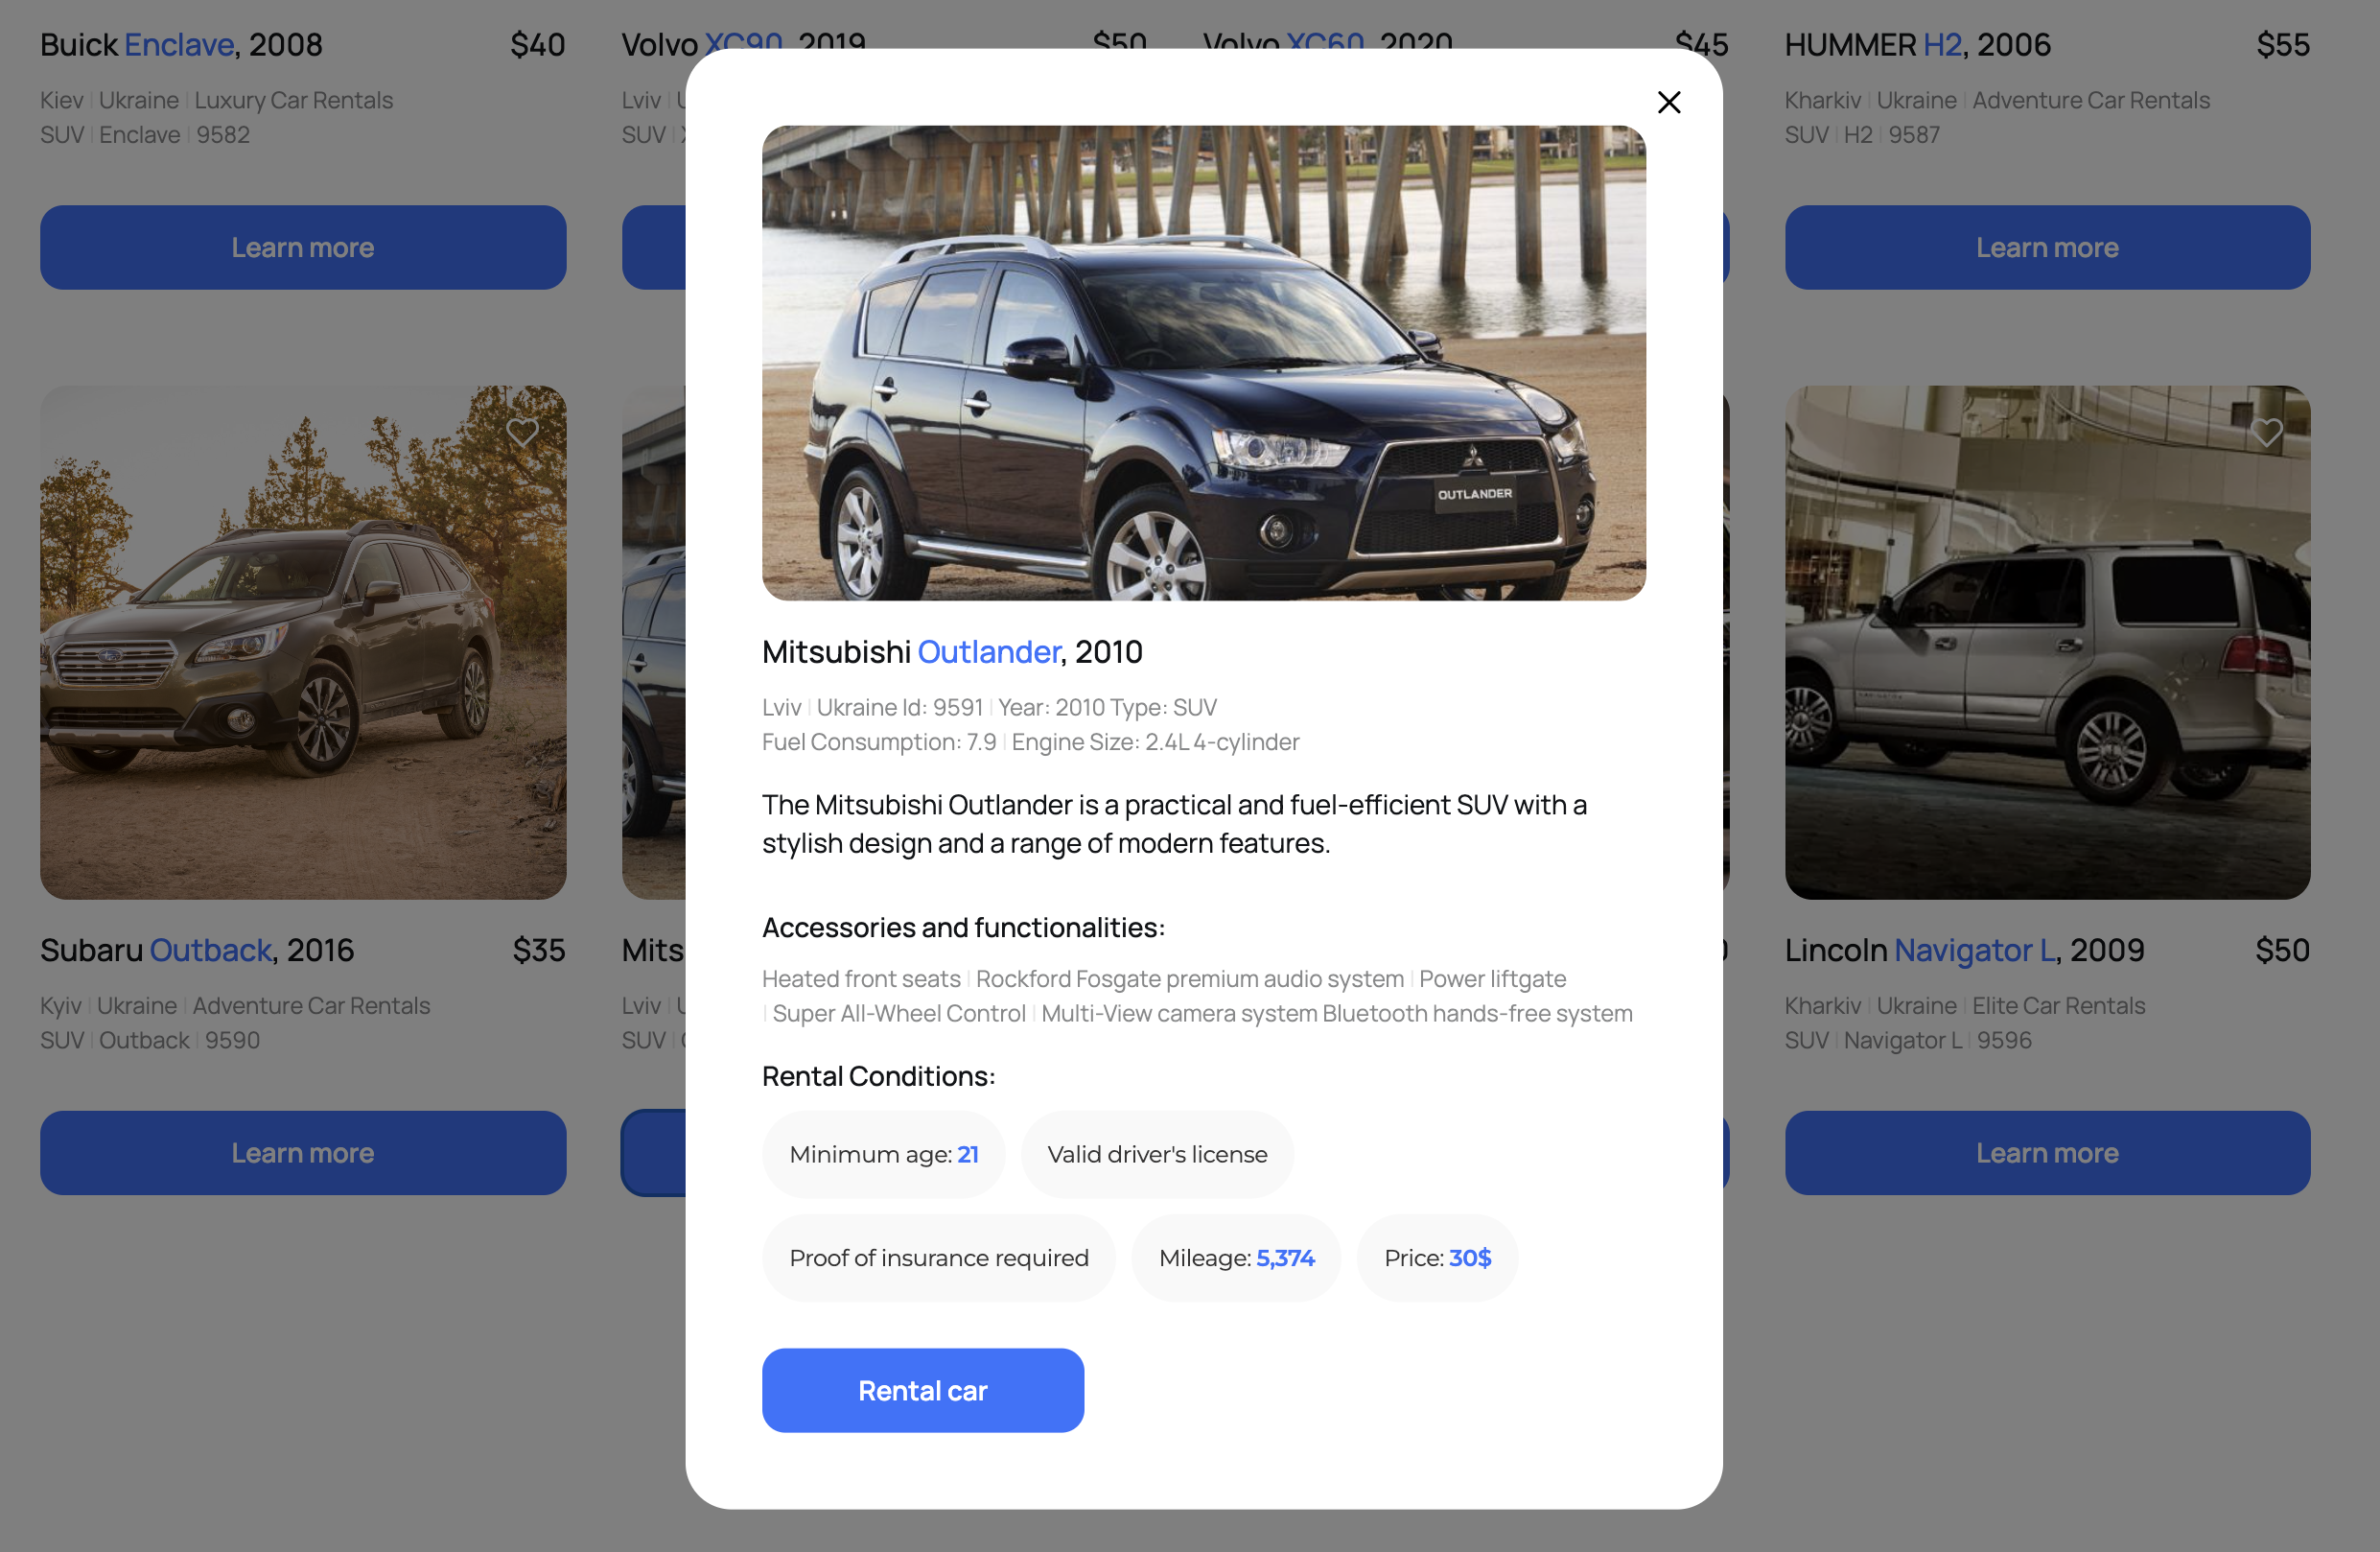 Buick Enclave, 2008 $40
Kiev | Ukraine | Luxury Car Rentals
SUV | Enclave | 9582
Learn more
Volvo XC90, 2019 $50
Lviv
SUV
Volvo XC60, 2020 $45
HUMMER H2, 2006 $55
Kharkiv | Ukraine | Adventure Car Rentals
SUV | H2 | 9587
Learn more
Subaru Outback, 2016 $35
Kyiv | Ukraine | Adventure Car Rentals
SUV | Outback | 9590
Learn more
Mits
Lviv
SUV
OUTLANDER
Mitsubishi Outlander, 2010
Lviv | Ukraine Id: 9591 | Year: 2010 Type: SUV
Fuel Consumption: 7.9 | Engine Size: 2.4L 4-cylinder
The Mitsubishi Outlander is a practical and fuel-efficient SUV with a
stylish design and a range of modern features.
Accessories and functionalities:
Heated front seats | Rockford Fosgate premium audio system | Power liftgate
| Super All-Wheel Control | Multi-View camera system Bluetooth hands-free system
Rental Conditions:
Minimum age: 21
Valid driver's license
Proof of insurance required
Mileage: 5,374
Price: 30$
Rental car
Lincoln Navigator L, 2009 $50
Kharkiv | Ukraine | Elite Car Rentals
SUV | Navigator L | 9596
Learn more